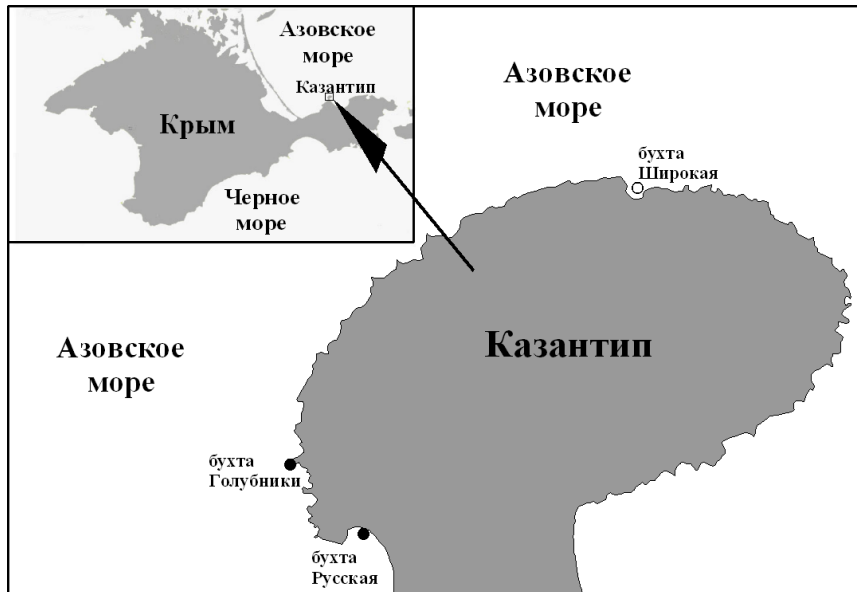 Азовское
море
Казантип
Крым
Черное
море
Азовское
море
бухта
Широкая
Казантип
Азовское
море
бухта
Голубники
бухта
Русская